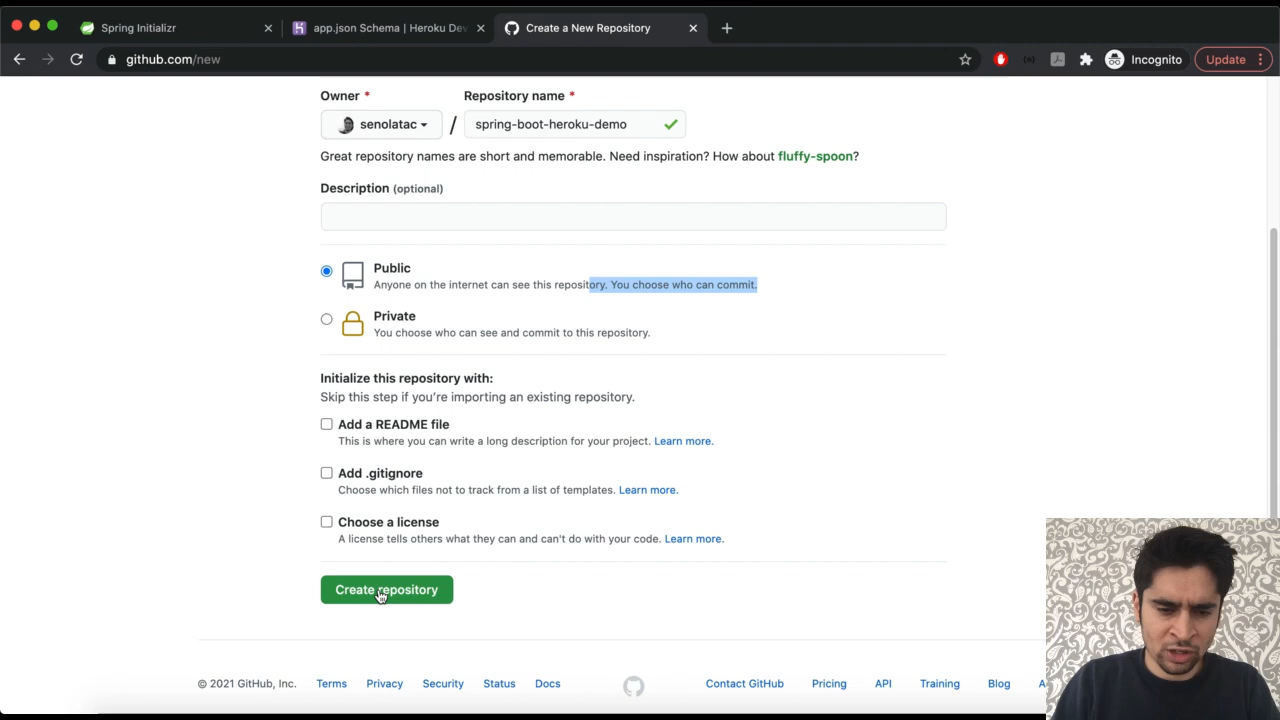 Spring Initializr
app.json Schema | Heroku Dev
Create a New Repository
github.com/new
Incognito
Update
Owner *
Repository name *
senolatac
/
spring-boot-heroku-demo
Great repository names are short and memorable. Need inspiration? How about fluffy-spoon?
Description (optional)
Public
Anyone on the internet can see this repository. You choose who can commit.
Private
You choose who can see and commit to this repository.
Initialize this repository with:
Skip this step if you're importing an existing repository.
Add a README file
This is where you can write a long description for your project. Learn more.
Add .gitignore
Choose which files not to track from a list of templates. Learn more.
Choose a license
A license tells others what they can and can't do with your code. Learn more.
Create repository
© 2021 GitHub, Inc.
Terms
Privacy
Security
Status
Docs
Contact GitHub
Pricing
API
Training
Blog